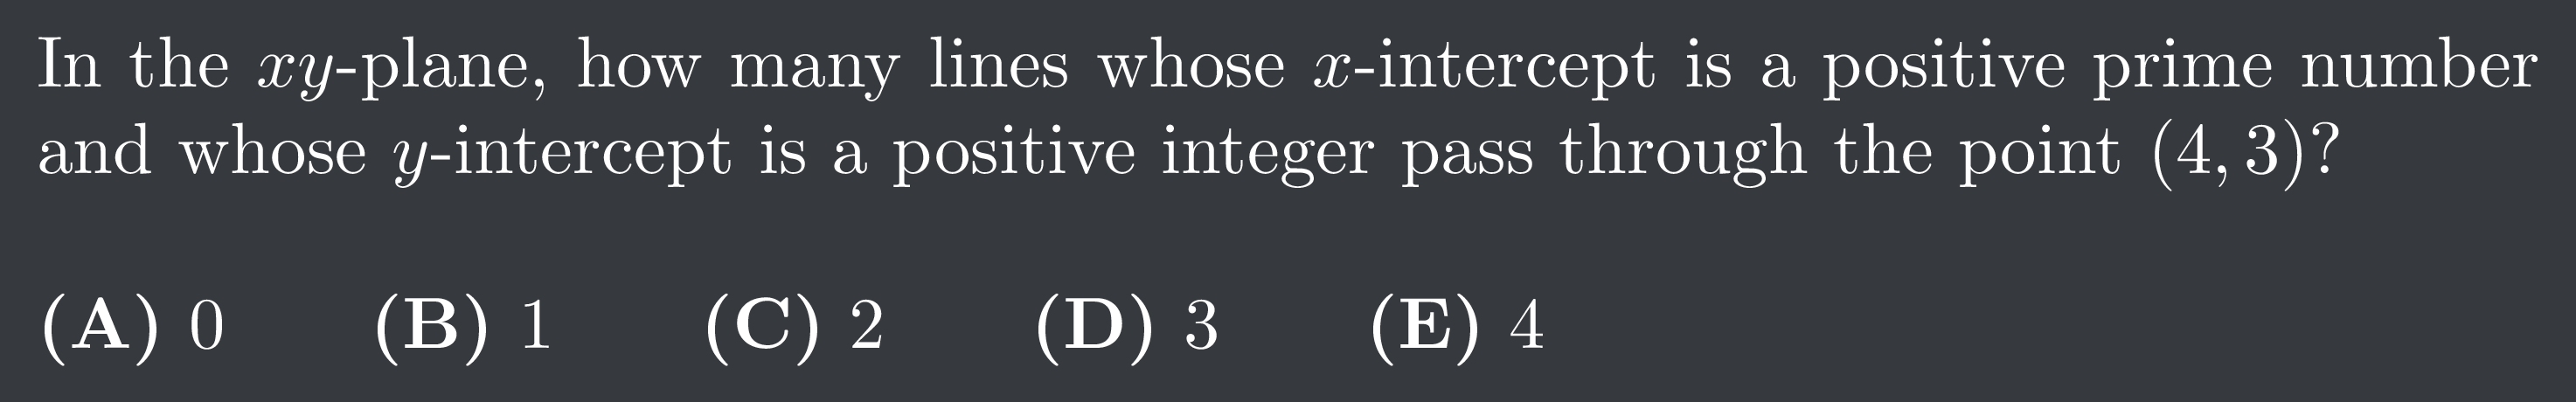 In the xy-plane, how many lines whose x-intercept is a positive prime number
and whose y-intercept is a positive integer pass through the point (4, 3)?
(A) 0 (B) 1 (C) 2 (D) 3 (E) 4